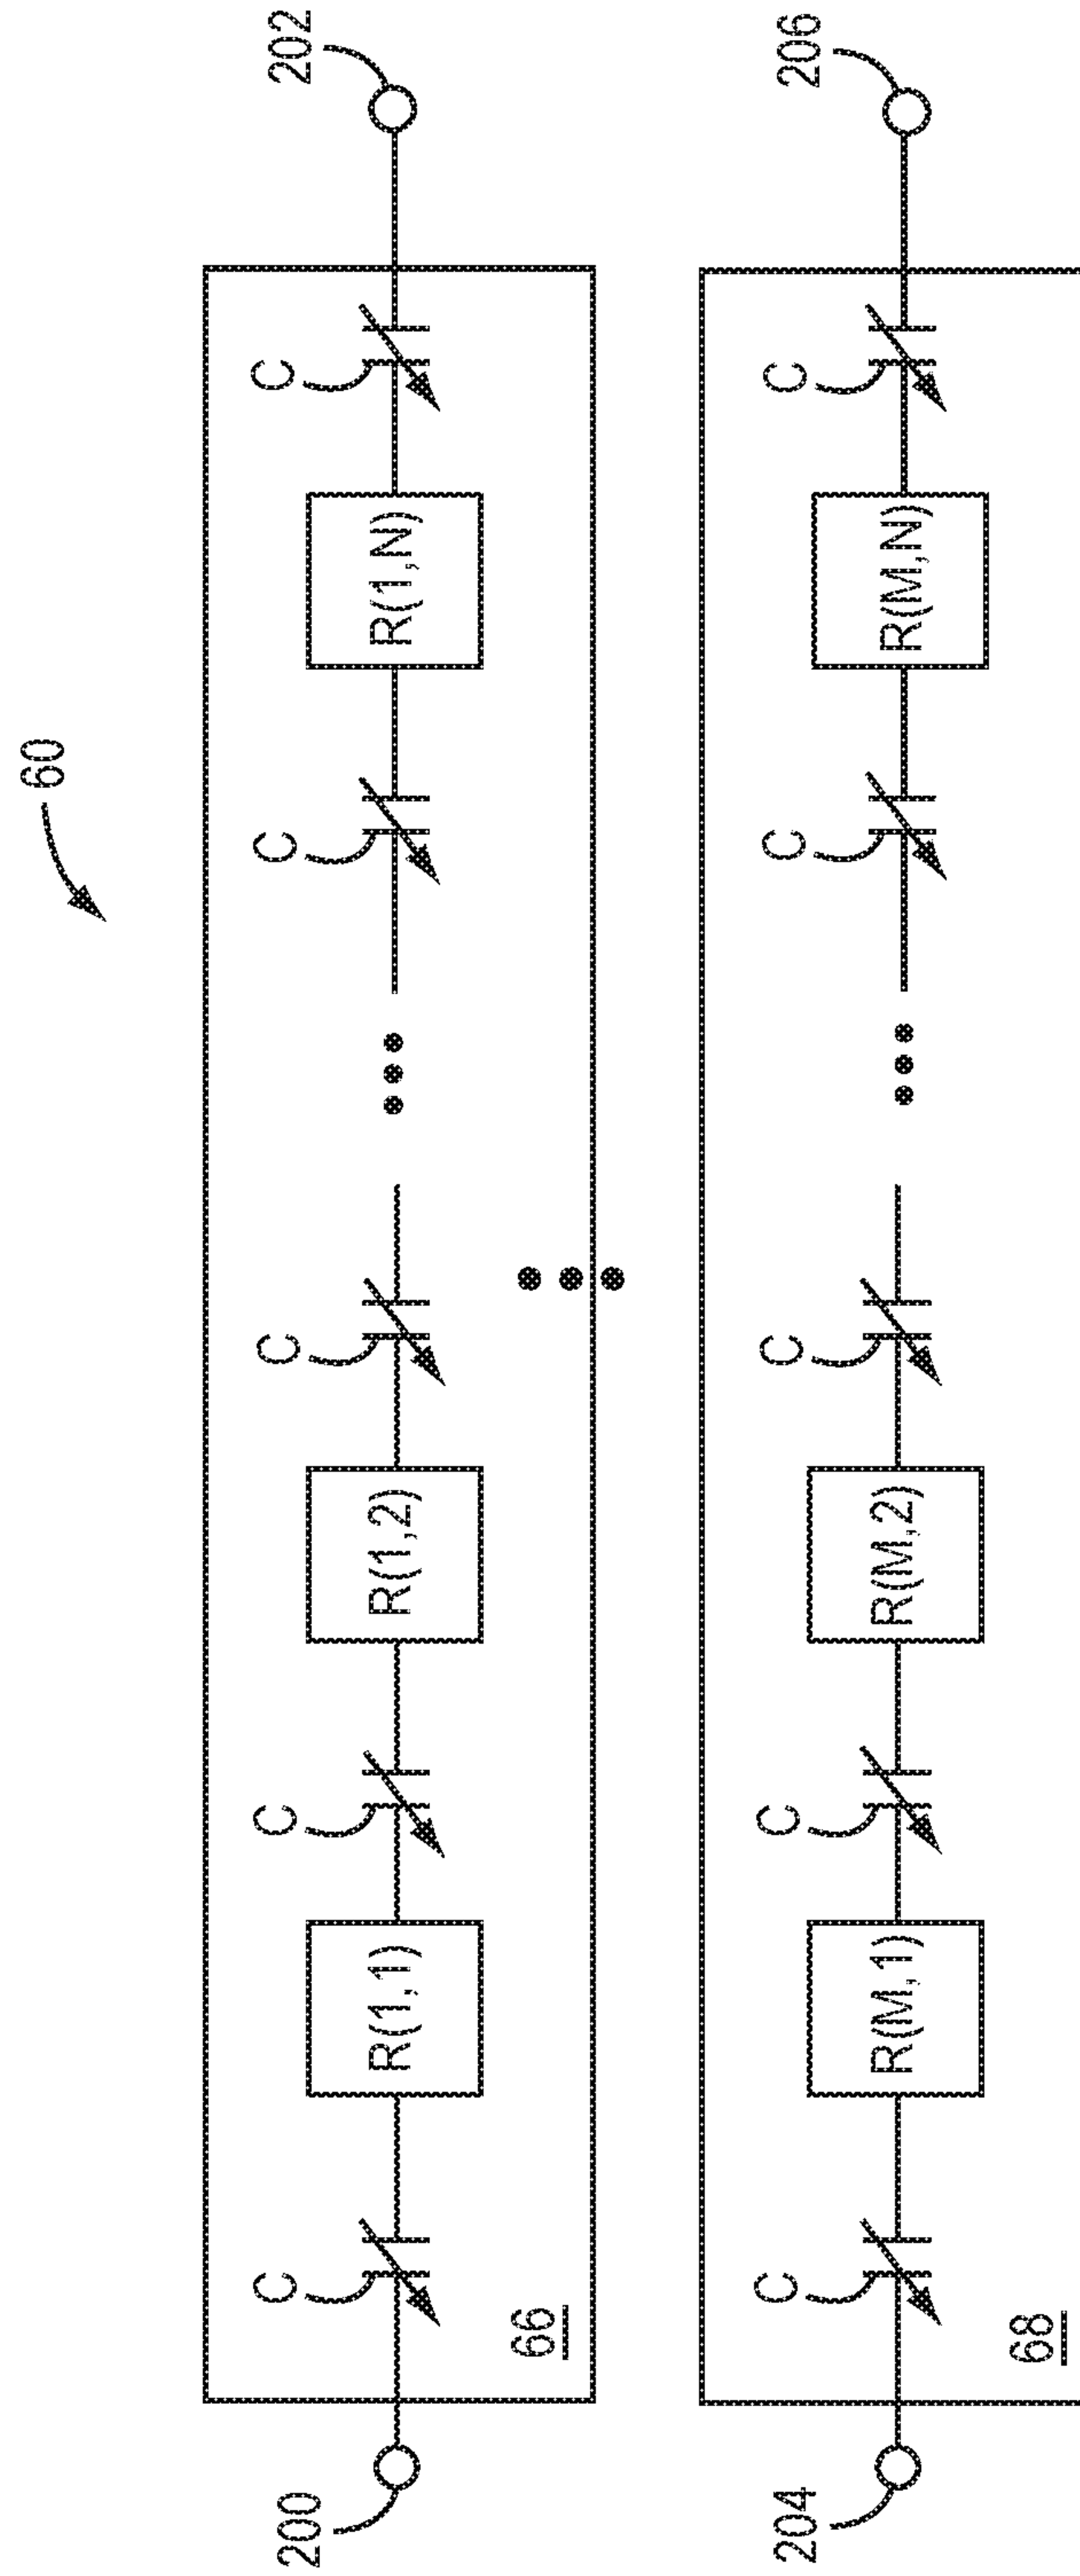 60
C
C
C
C
C
200
R(1,1)
R(1,2)
R(1,N)
202
66
C
C
C
C
C
204
R(M,1)
R(M,2)
R(M,N)
206
68